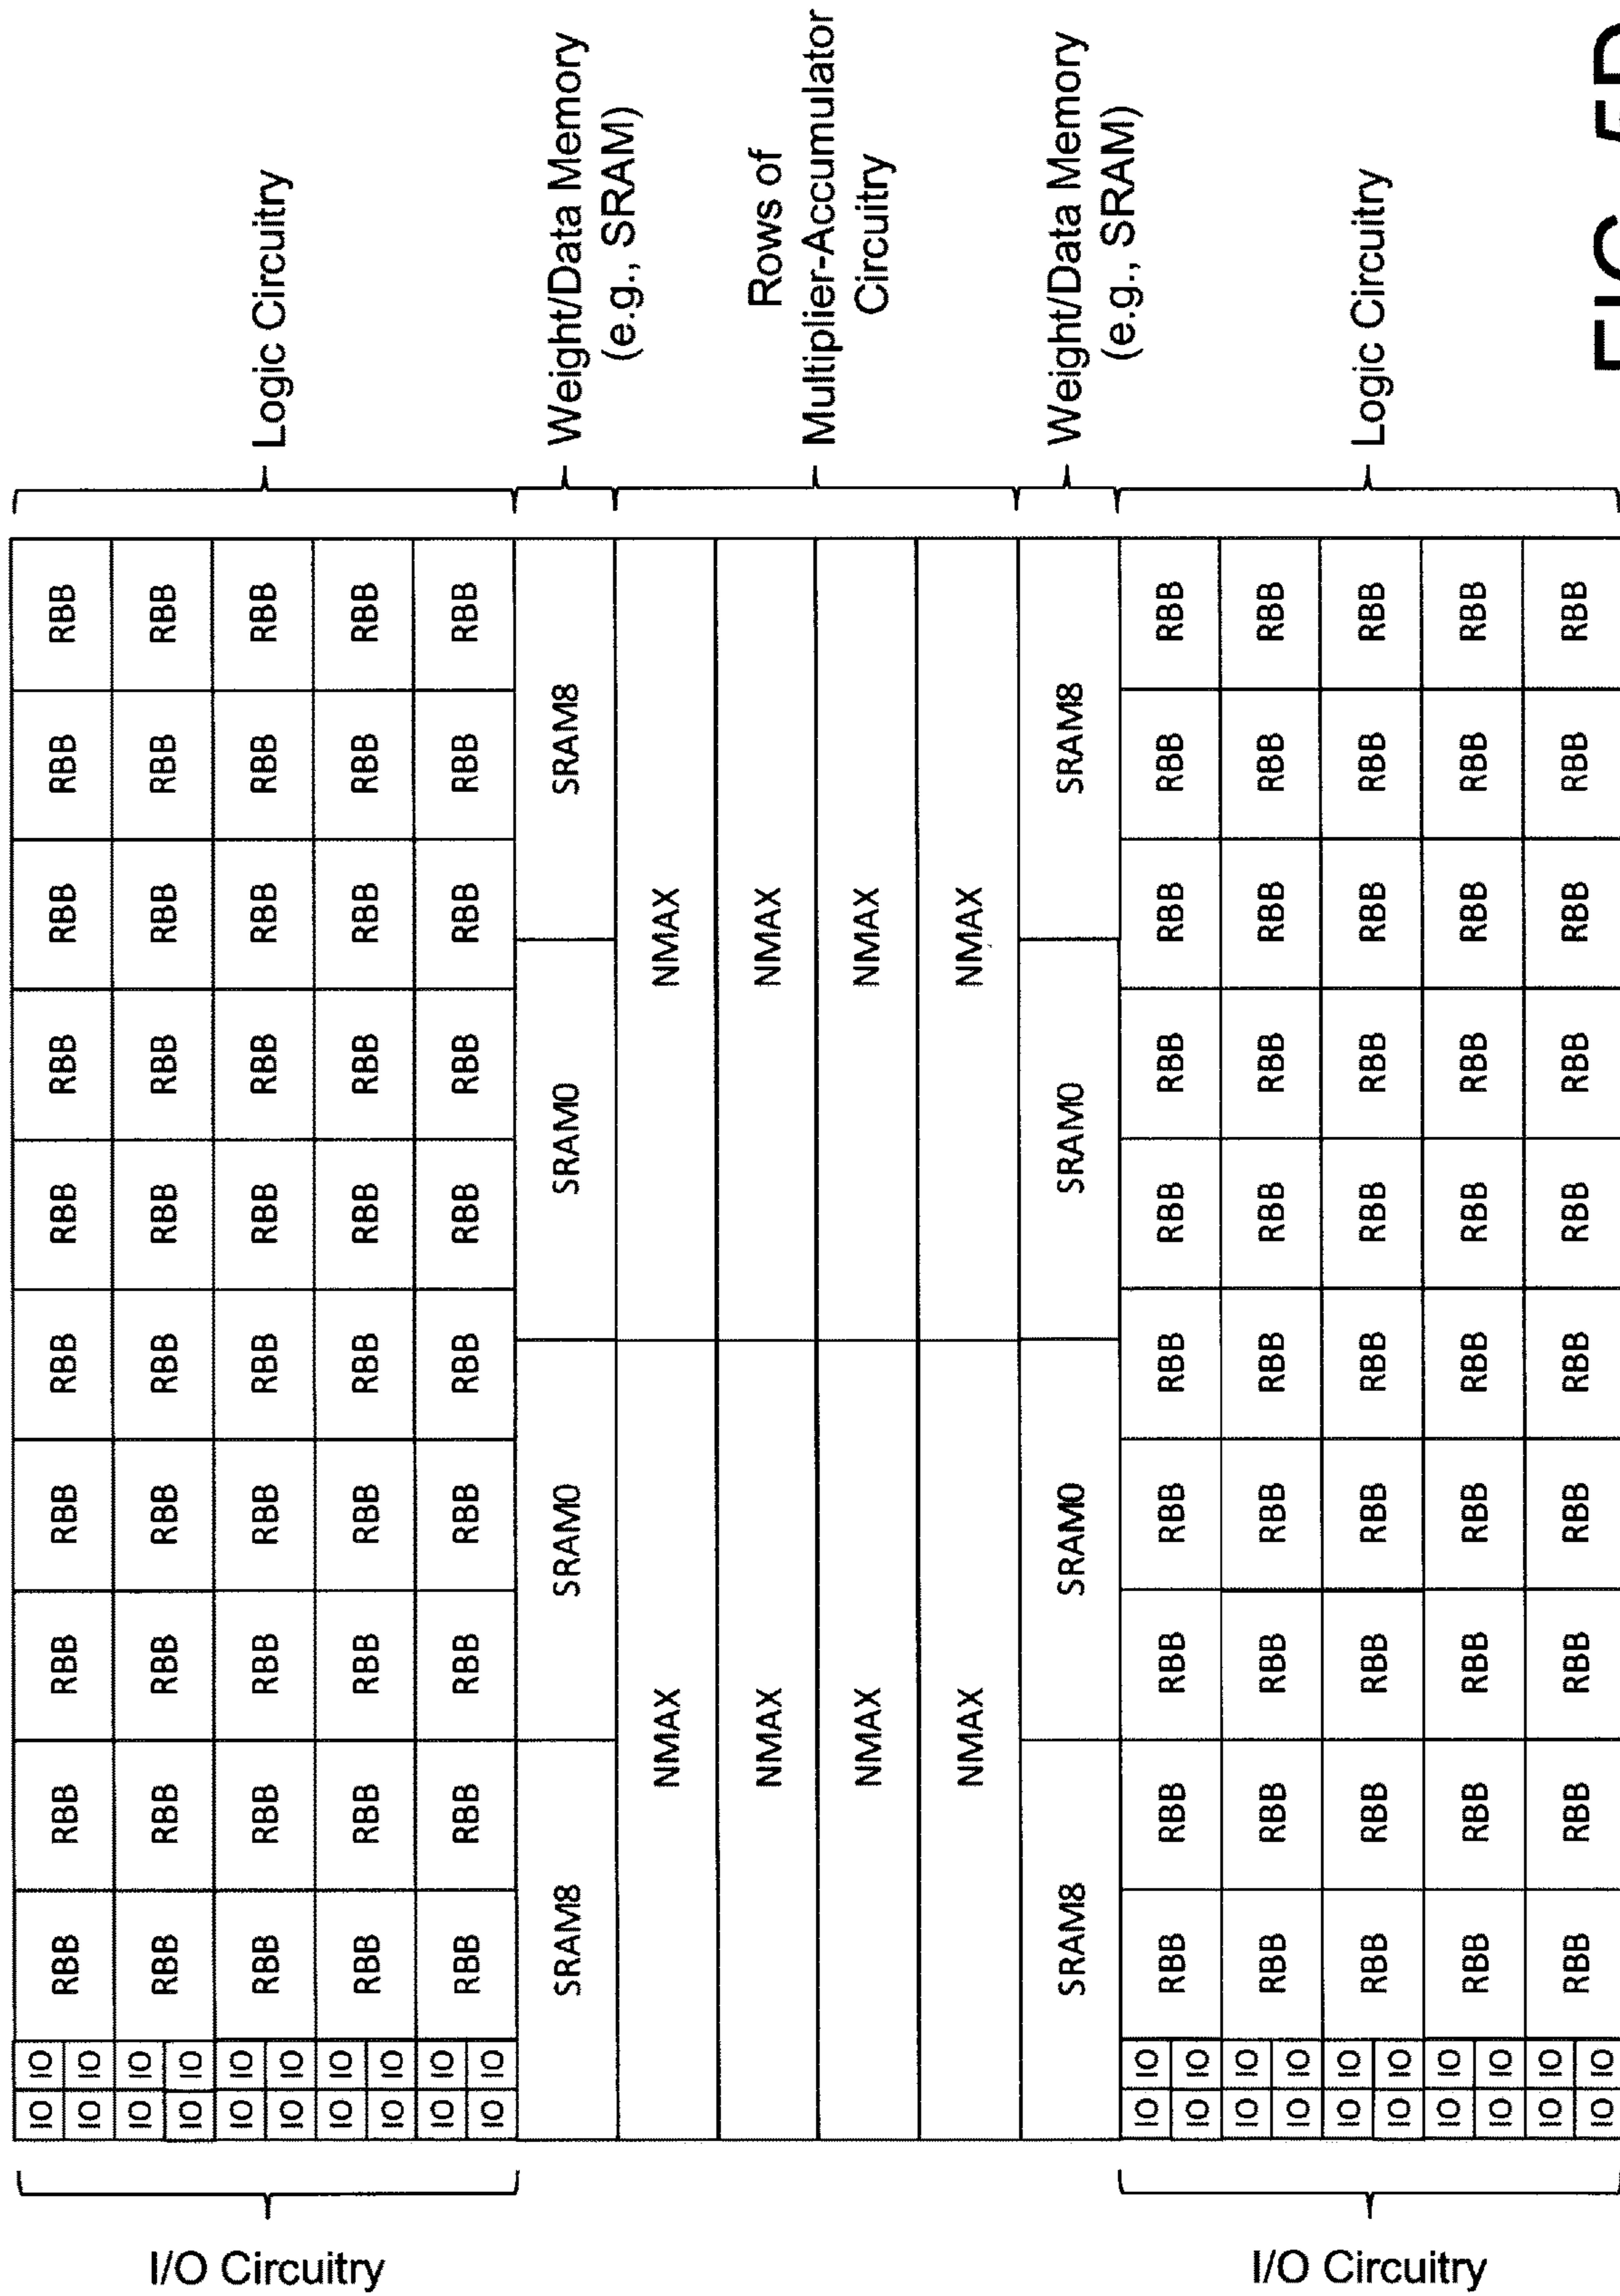 I/O Circuitry
IO IO
RBB RBB RBB RBB RBB RBB RBB RBB RBB RBB
IO IO
IO IO
RBB RBB RBB RBB RBB RBB RBB RBB RBB RBB
IO IO
IO IO
RBB RBB RBB RBB RBB RBB RBB RBB RBB RBB
IO IO
IO IO
RBB RBB RBB RBB RBB RBB RBB RBB RBB RBB
IO IO
IO IO
RBB RBB RBB RBB RBB RBB RBB RBB RBB RBB
IO IO
Logic Circuitry
SRAM8 SRAM0 SRAM0 SRAM8
Weight/Data Memory
(e.g., SRAM)
NMAX NMAX
NMAX NMAX
NMAX NMAX
NMAX NMAX
Rows of
Multiplier-Accumulator
Circuitry
SRAM8 SRAM0 SRAM0 SRAM8
Weight/Data Memory
(e.g., SRAM)
I/O Circuitry
IO IO
RBB RBB RBB RBB RBB RBB RBB RBB RBB RBB
IO IO
IO IO
RBB RBB RBB RBB RBB RBB RBB RBB RBB RBB
IO IO
IO IO
RBB RBB RBB RBB RBB RBB RBB RBB RBB RBB
IO IO
IO IO
RBB RBB RBB RBB RBB RBB RBB RBB RBB RBB
IO IO
IO IO
RBB RBB RBB RBB RBB RBB RBB RBB RBB RBB
IO IO
Logic Circuitry